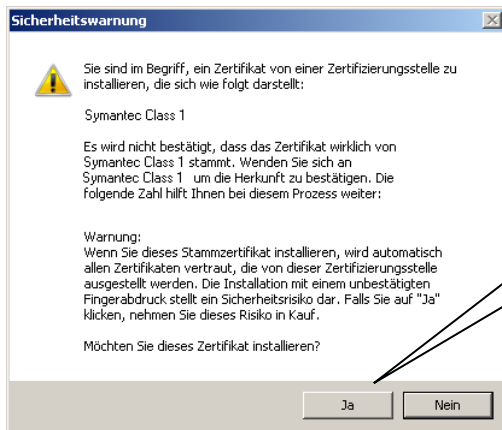 Sicherheitswarnung
Sie sind im Begriff, ein Zertifikat von einer Zertifizierungsstelle zu
installieren, die sich wie folgt darstellt:
Symantec Class 1
Es wird nicht bestätigt, dass das Zertifikat wirklich von
Symantec Class 1 stammt. Wenden Sie sich an
Symantec Class 1 um die Herkunft zu bestätigen. Die
folgende Zahl hilft Ihnen bei diesem Prozess weiter:
Warnung:
Wenn Sie dieses Stammzertifikat installieren, wird automatisch
allen Zertifikaten vertraut, die von dieser Zertifizierungsstelle
ausgestellt werden. Die Installation mit einem unbestätigten
Fingerabdruck stellt ein Sicherheitsrisiko dar. Falls Sie auf "Ja"
klicken, nehmen Sie dieses Risiko in Kauf.
Möchten Sie dieses Zertifikat installieren?
Ja
Nein